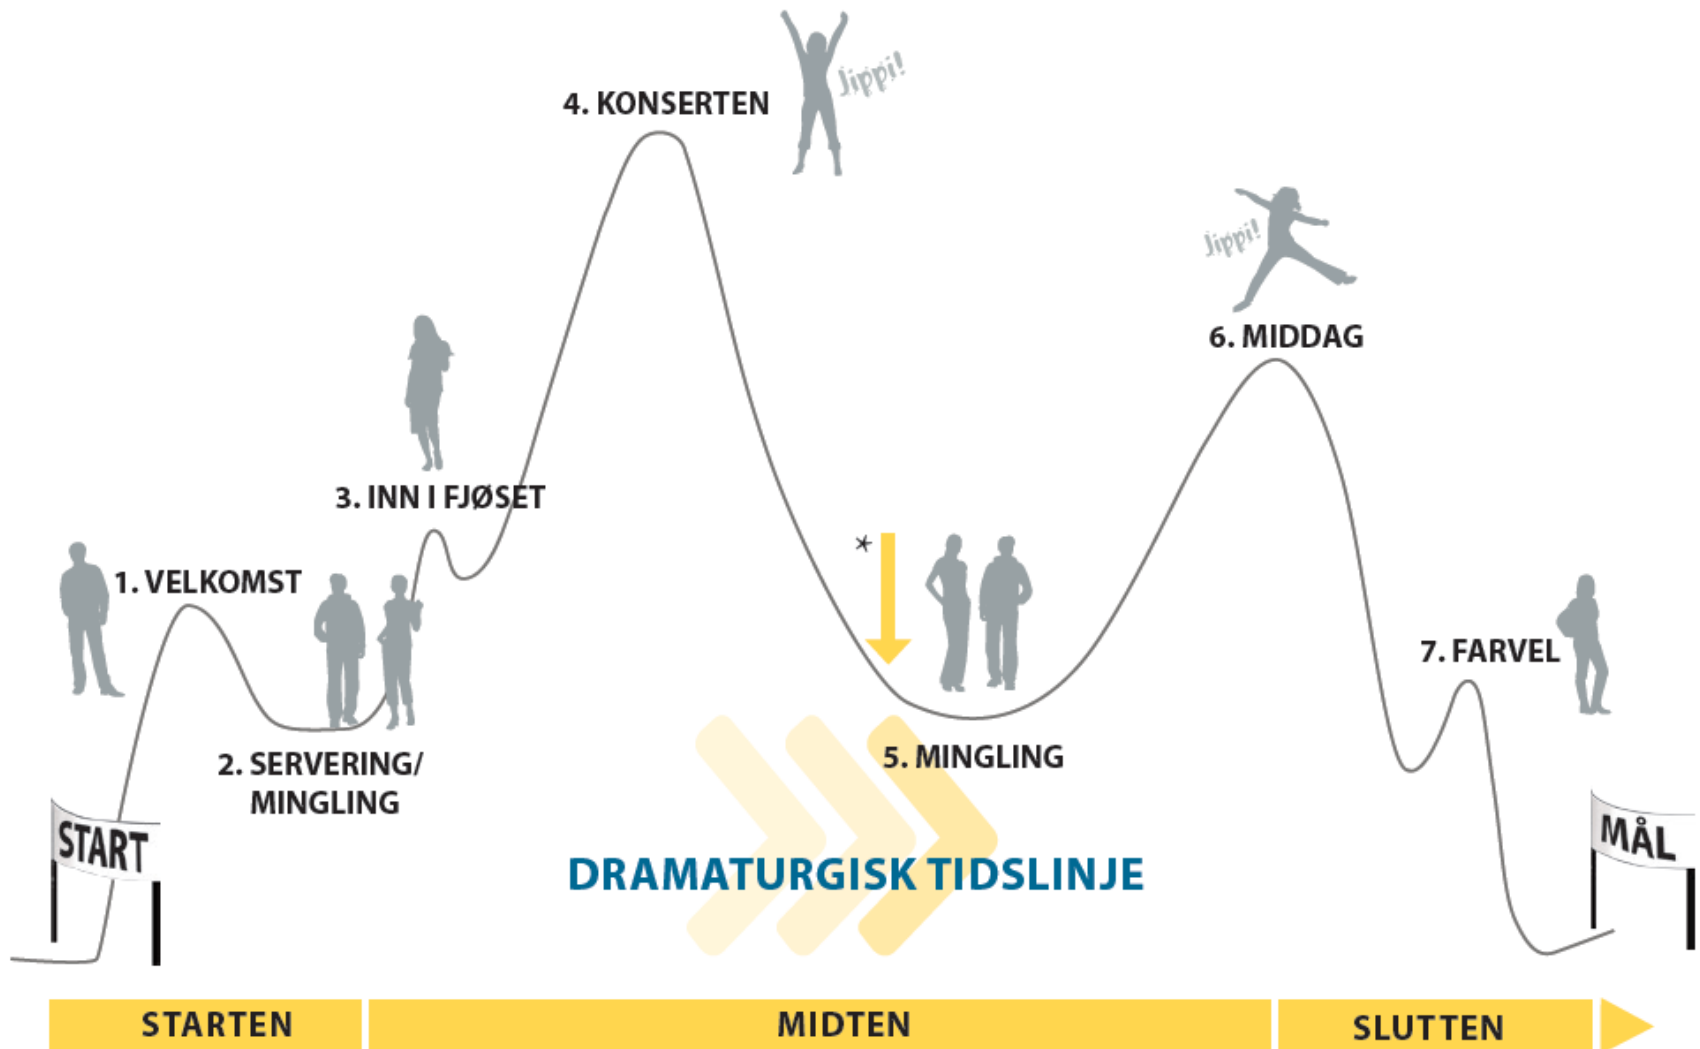 4. KONSERTEN
Jippi!
Jippi!
6. MIDDAG
3. INN I FJØSET
*
1. VELKOMST
7. FARVEL
2. SERVERING/
MINGLING
5. MINGLING
START
MÅL
DRAMATURGISK TIDSLINJE
STARTEN
MIDTEN
SLUTTEN